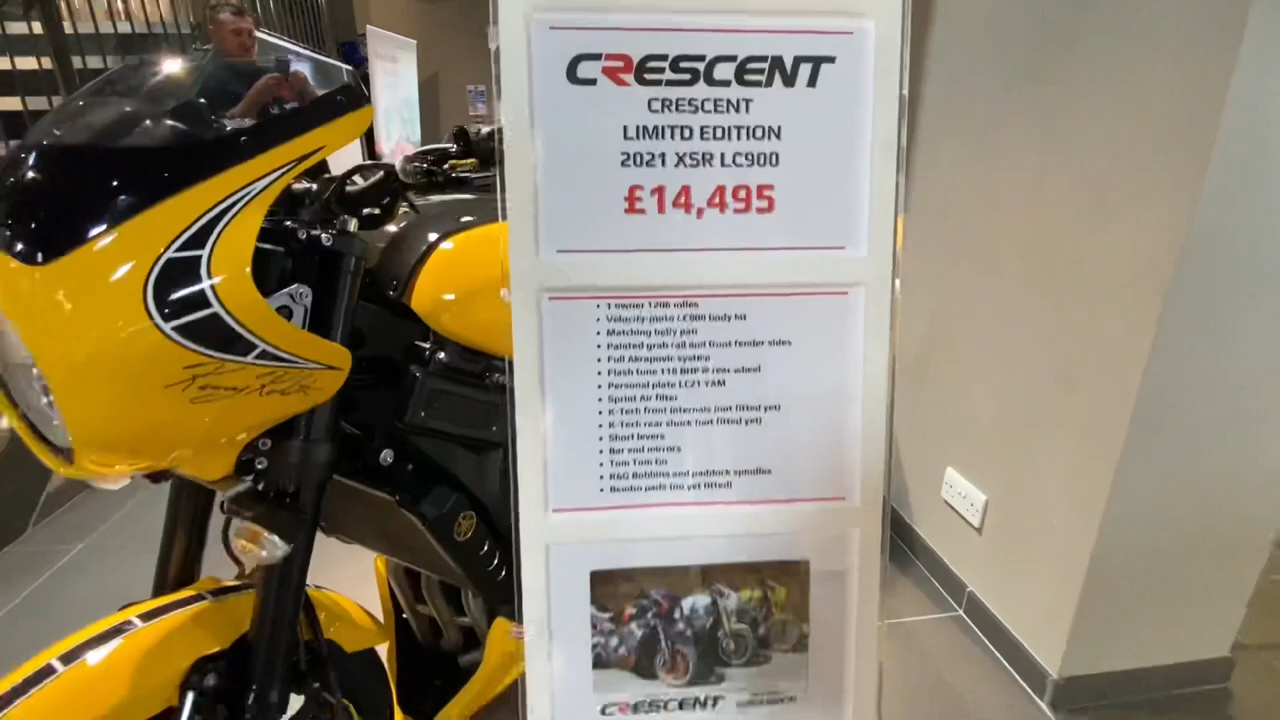 CRESCENT
CRESCENT
LIMITD EDITION
2021 XSR LC900
£14,495
• 1 owner 1206 miles
• Velocity moto LC900 body kit
• Matching belly pan
• Painted grab rail and front fender sides
• Full Akrapovic system
• Flash tune 118 BHP @ rear wheel
• Personal plate LC21 YAM
• Sprint Air filter
• K-Tech front internals (not fitted yet)
• K-Tech rear shock (not fitted yet)
• Short levers
• Bar end mirrors
• Tom Tom Go
• R&G Bobbins and paddock spindles
• Brembo pads (no yet fitted)
CRESCENT